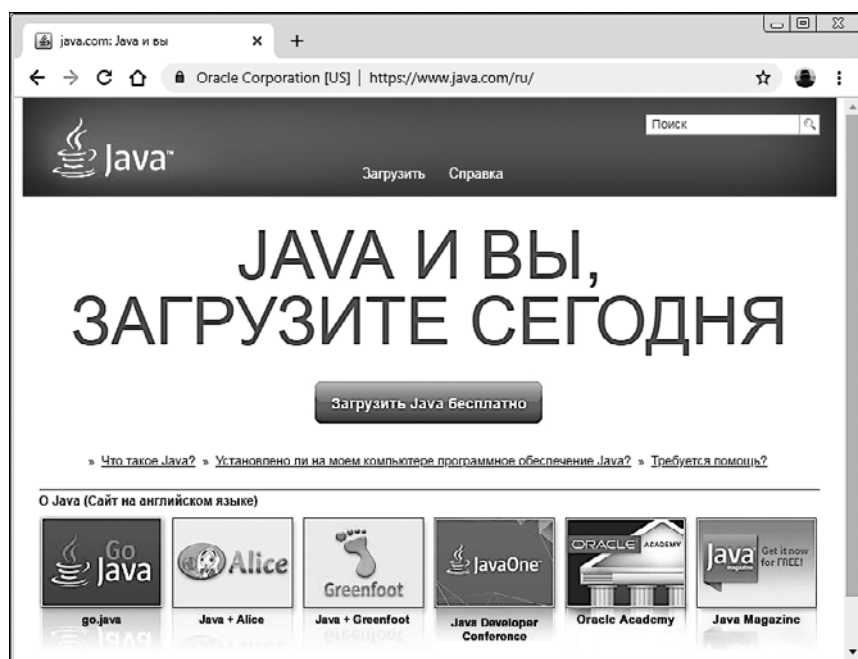 java.com: Java и вы
Oracle Corporation [US] | https://www.java.com/ru/
Java™
Поиск
Загрузить Справка
JAVA И ВЫ,
ЗАГРУЗИТЕ СЕГОДНЯ
Загрузить Java бесплатно
» Что такое Java? » Установлено ли на моем компьютере программное обеспечение Java? » Требуется помощь?
О Java (Сайт на английском языке)
Go
Java
Alice
Greenfoot
JavaOne
ORACLE ACADEMY
Java
magazine
Get it now
for FREE!
go.java
Java + Alice
Java + Greenfoot
Java Developer
Conference
Oracle Academy
Java Magazine